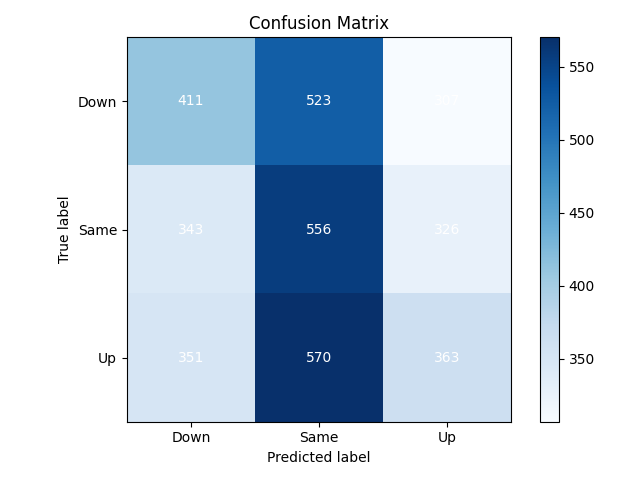 Confusion Matrix
Down 411 523 307
Same 343 556 326
Up 351 570 363
Down Same Up
Predicted label
True label
550
500
450
400
350